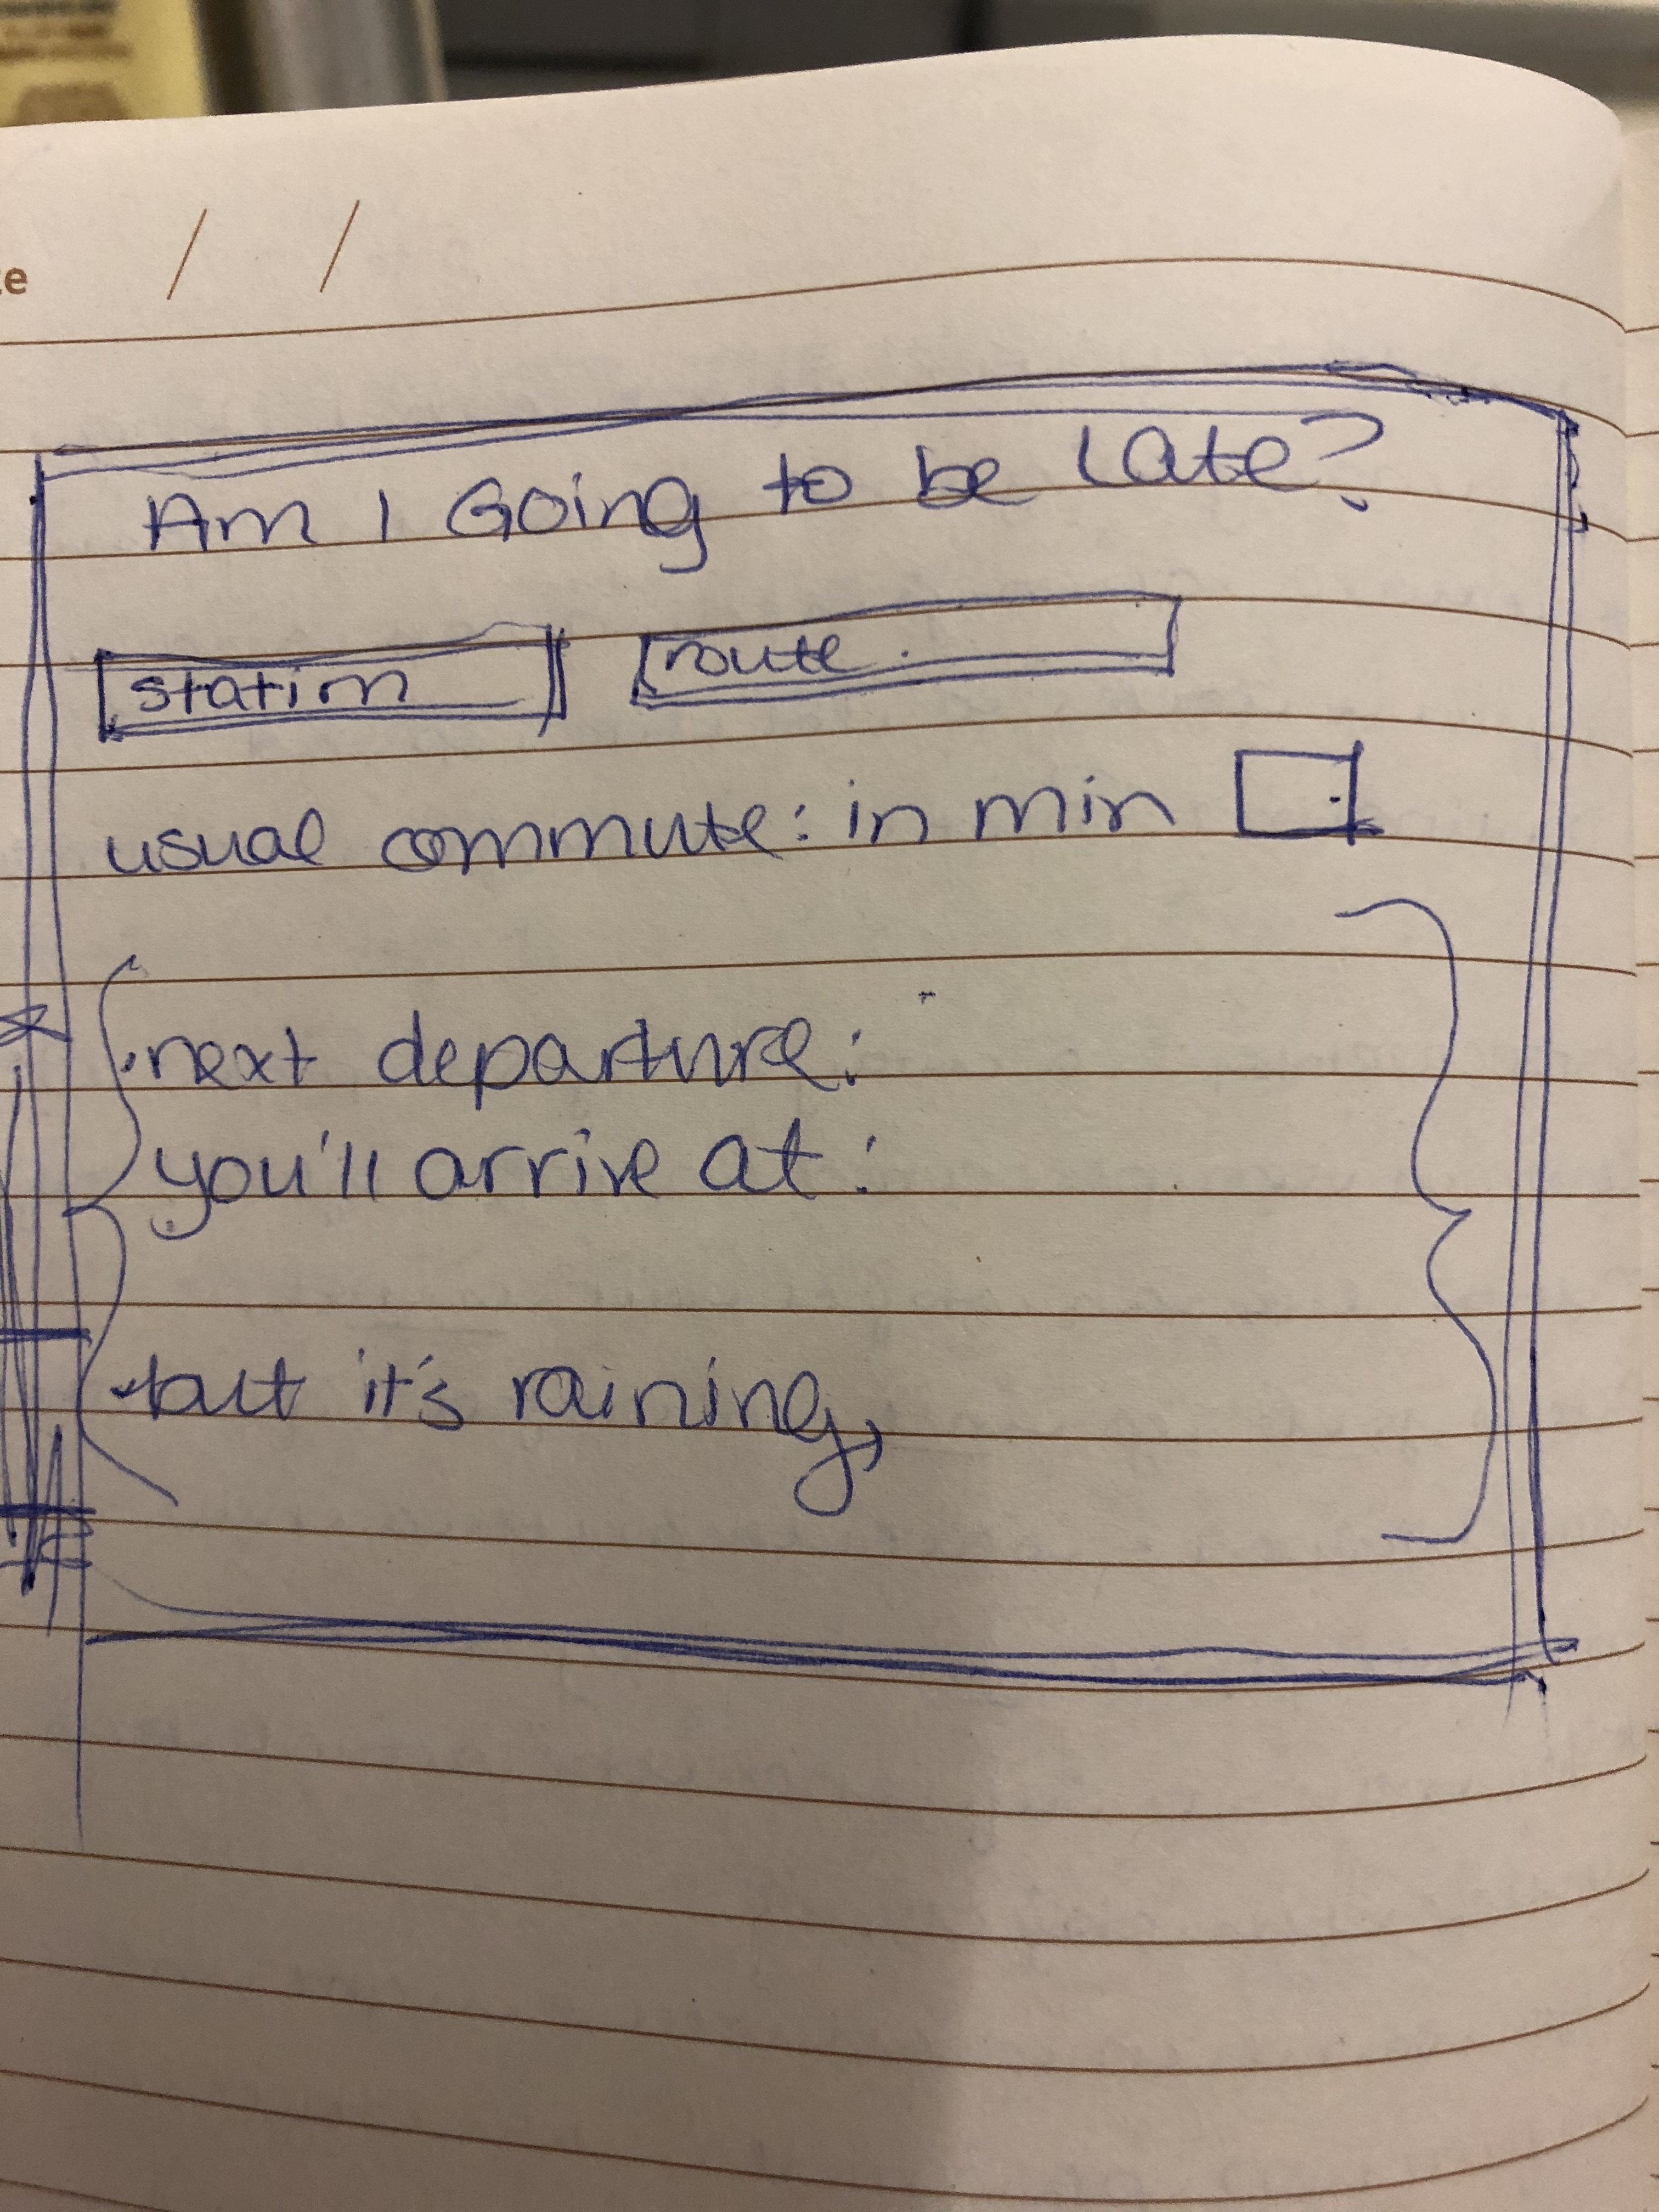 te / /
Am I Going to be Late?
station route.
usual commute: in min
next departure:
you'll arrive at:
but it's raining,